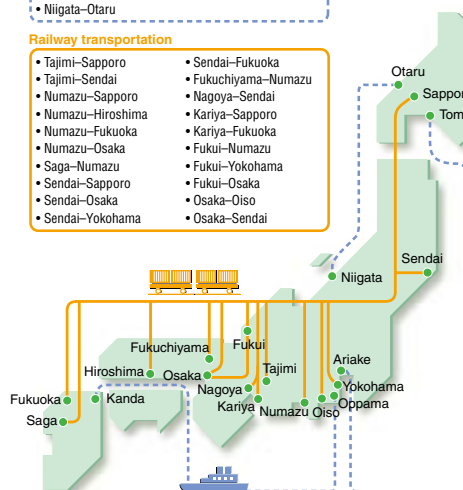 • Niigata–Otaru
Railway transportation
• Tajimi–Sapporo
• Tajimi–Sendai
• Numazu–Sapporo
• Numazu–Hiroshima
• Numazu–Fukuoka
• Numazu–Osaka
• Saga–Numazu
• Sendai–Sapporo
• Sendai–Osaka
• Sendai–Yokohama
• Sendai–Fukuoka
• Fukuchiyama–Numazu
• Nagoya–Sendai
• Kariya–Sapporo
• Kariya–Fukuoka
• Fukui–Numazu
• Fukui–Yokohama
• Fukui–Osaka
• Osaka–Oiso
• Osaka–Sendai
Otaru
Sappor
Tom
Sendai
Niigata
Fukuchiyama
Fukui
Hiroshima
Osaka
Tajimi
Ariake
Nagoya
Yokohama
Fukuoka
Kanda
Kariya
Numazu
Oiso
Oppama
Saga